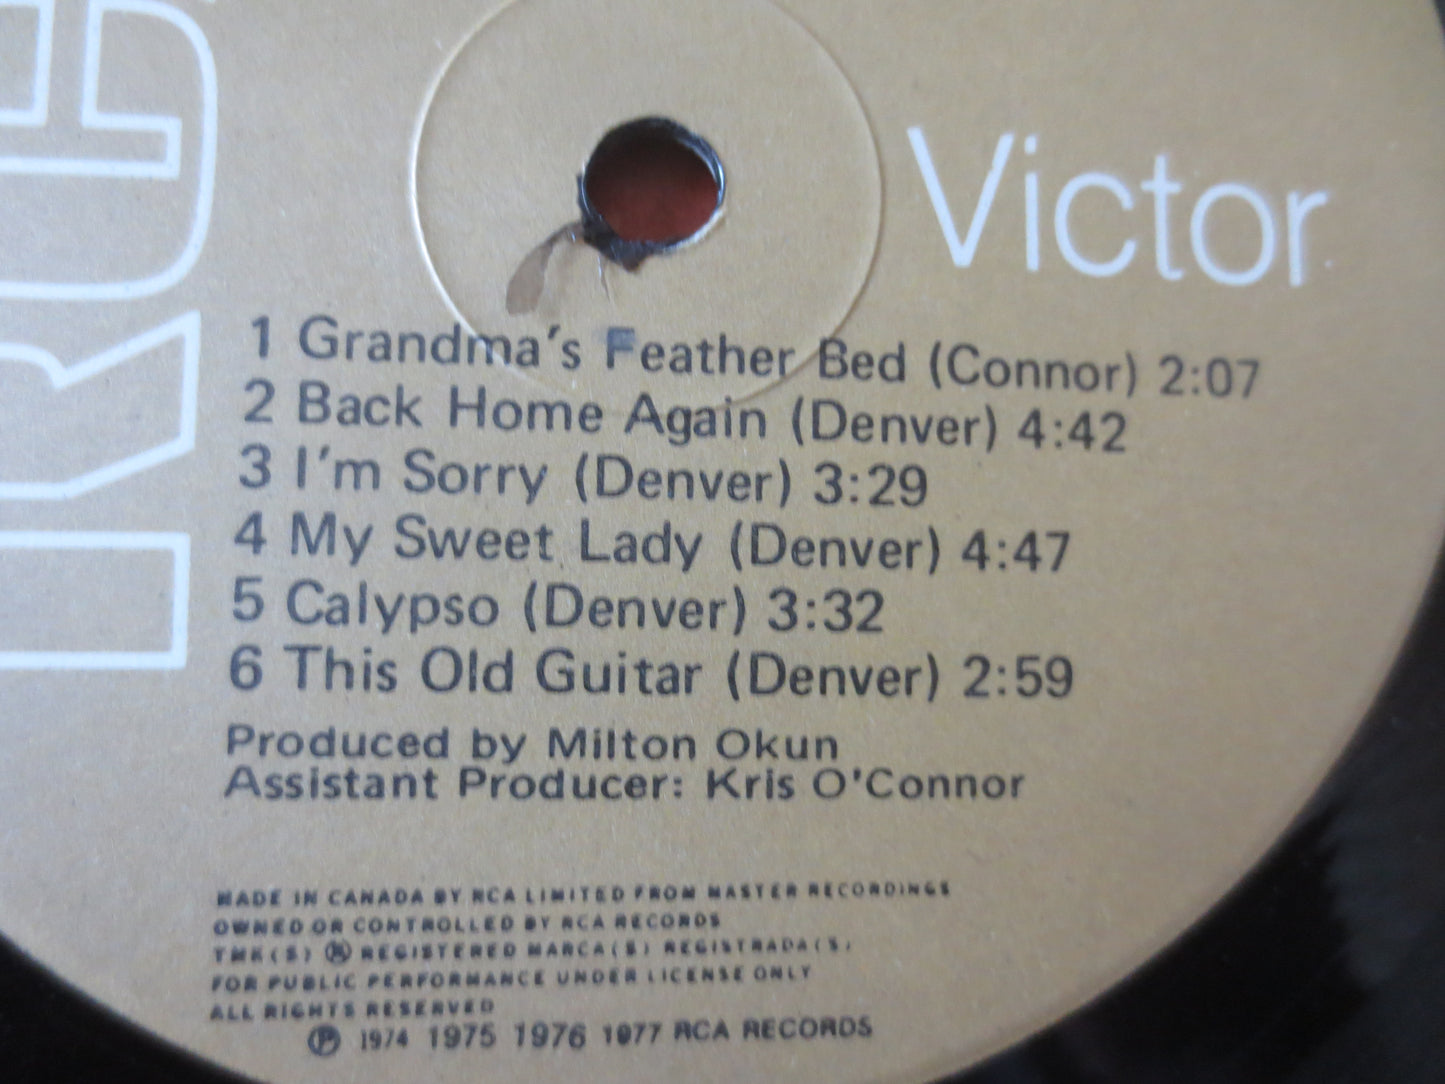 RCA
Victor
1 Grandma's Feather Bed (Connor) 2:07
2 Back Home Again (Denver) 4:42
3 I'm Sorry (Denver) 3:29
4 My Sweet Lady (Denver) 4:47
5 Calypso (Denver) 3:32
6 This Old Guitar (Denver) 2:59
Produced by Milton Okun
Assistant Producer: Kris O'Connor
MADE IN CANADA BY RCA LIMITED FROM MASTER RECORDINGS
OWNED OR CONTROLLED BY RCA RECORDS
TMK(S) ® REGISTERED MARCA(S) REGISTRADA(S)
FOR PUBLIC PERFORMANCE UNDER LICENSE ONLY
ALL RIGHTS RESERVED
℗ 1974 1975 1976 1977 RCA RECORDS